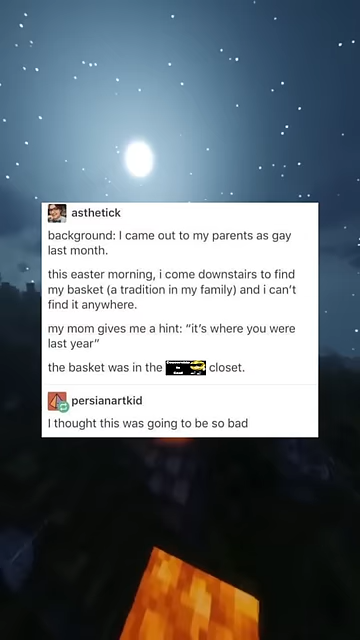 asthetick
background: I came out to my parents as gay
last month.
this easter morning, i come downstairs to find
my basket (a tradition in my family) and i can't
find it anywhere.
my mom gives me a hint: "it's where you were
last year"
the basket was in the closet.
persianartkid
I thought this was going to be so bad